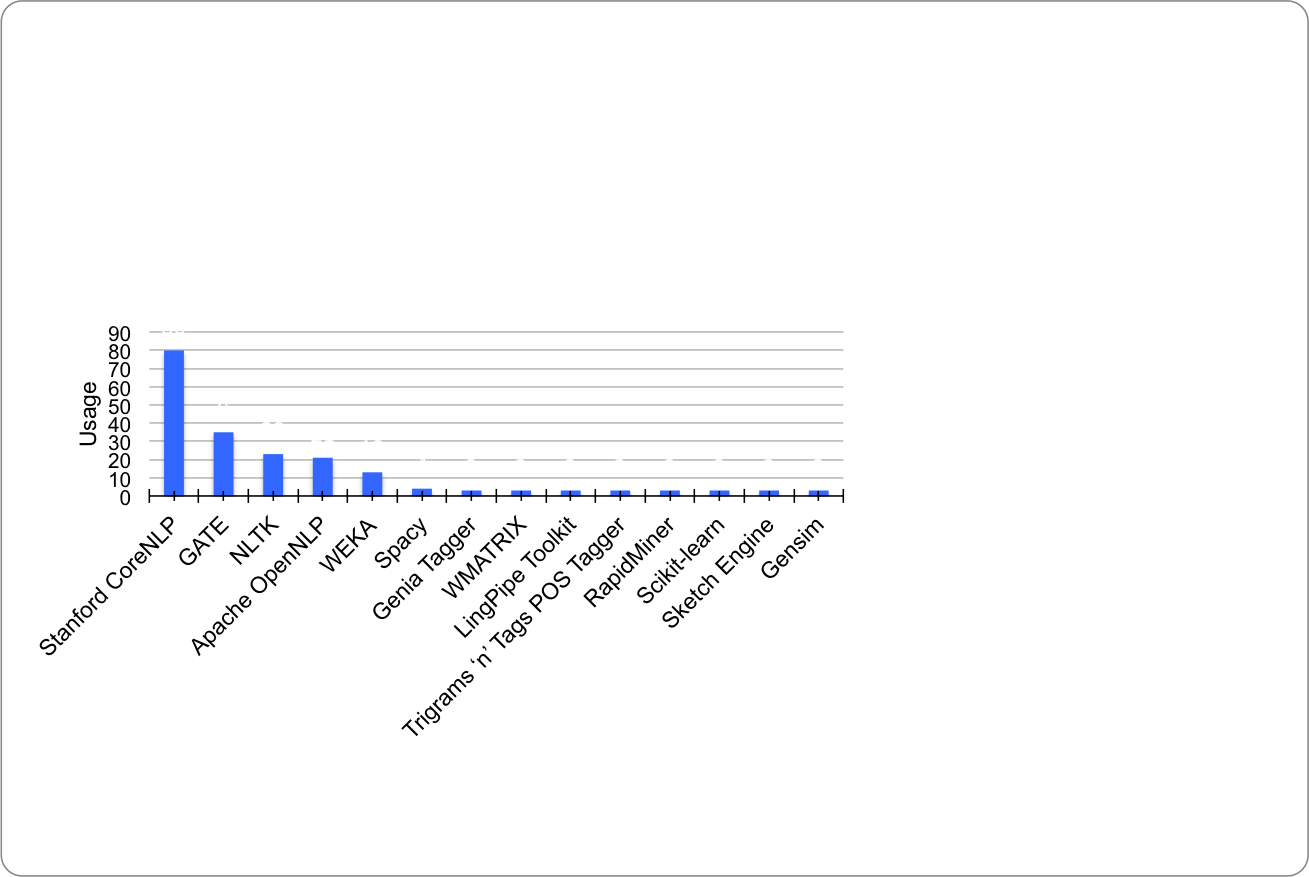 90
80
70
60
50
40
30
20
10
0
Usage
Stanford CoreNLP
GATE
NLTK
Apache OpenNLP
WEKA
Spacy
Genia Tagger
WMATRIX
LingPipe Toolkit
Trigrams ‘n’ Tags POS Tagger
RapidMiner
Scikit-learn
Sketch Engine
Gensim